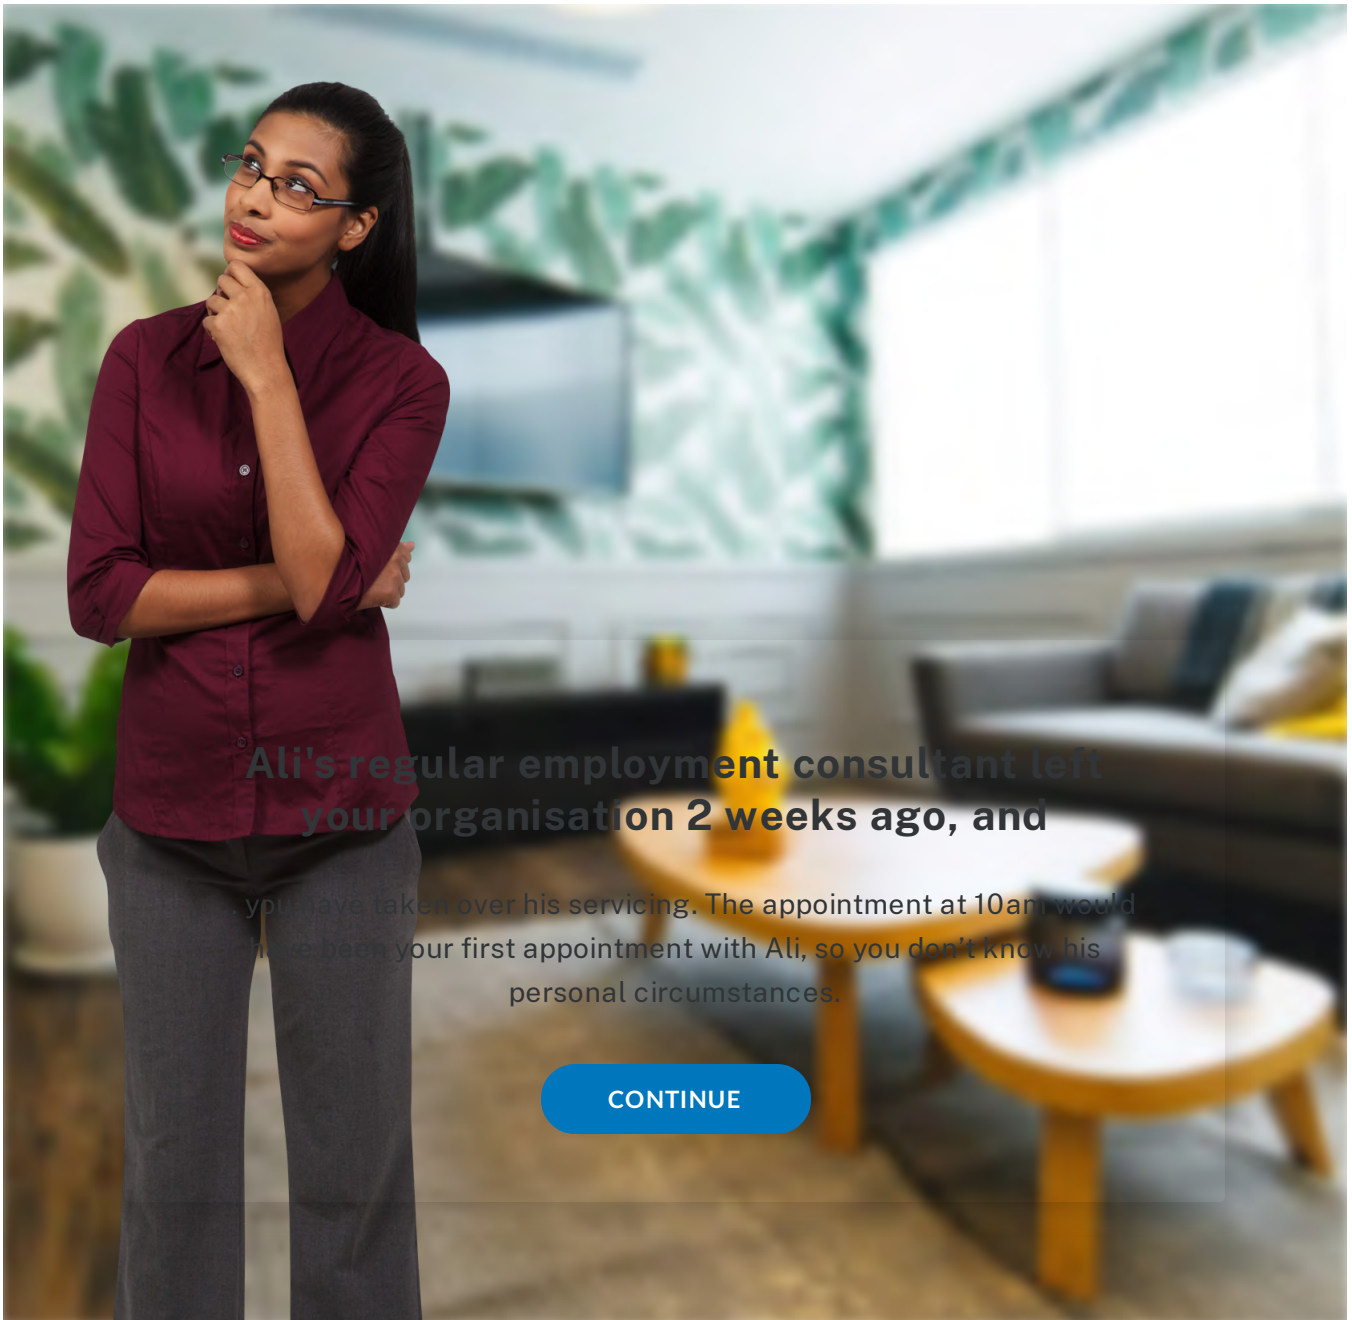 Ali's regular employment consultant left
your organisation 2 weeks ago, and
you have taken over his servicing. The appointment at 10am would
have been your first appointment with Ali, so you don't know his
personal circumstances.
CONTINUE